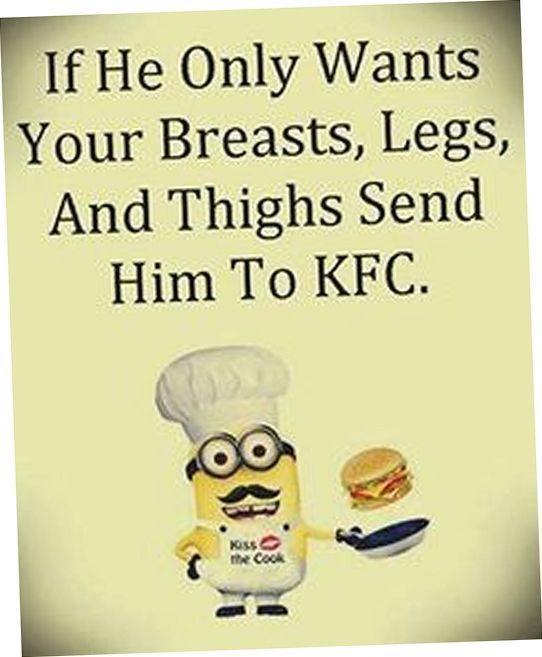 If He Only Wants
Your Breasts, Legs,
And Thighs Send
Him To KFC.
Kiss
the Cook